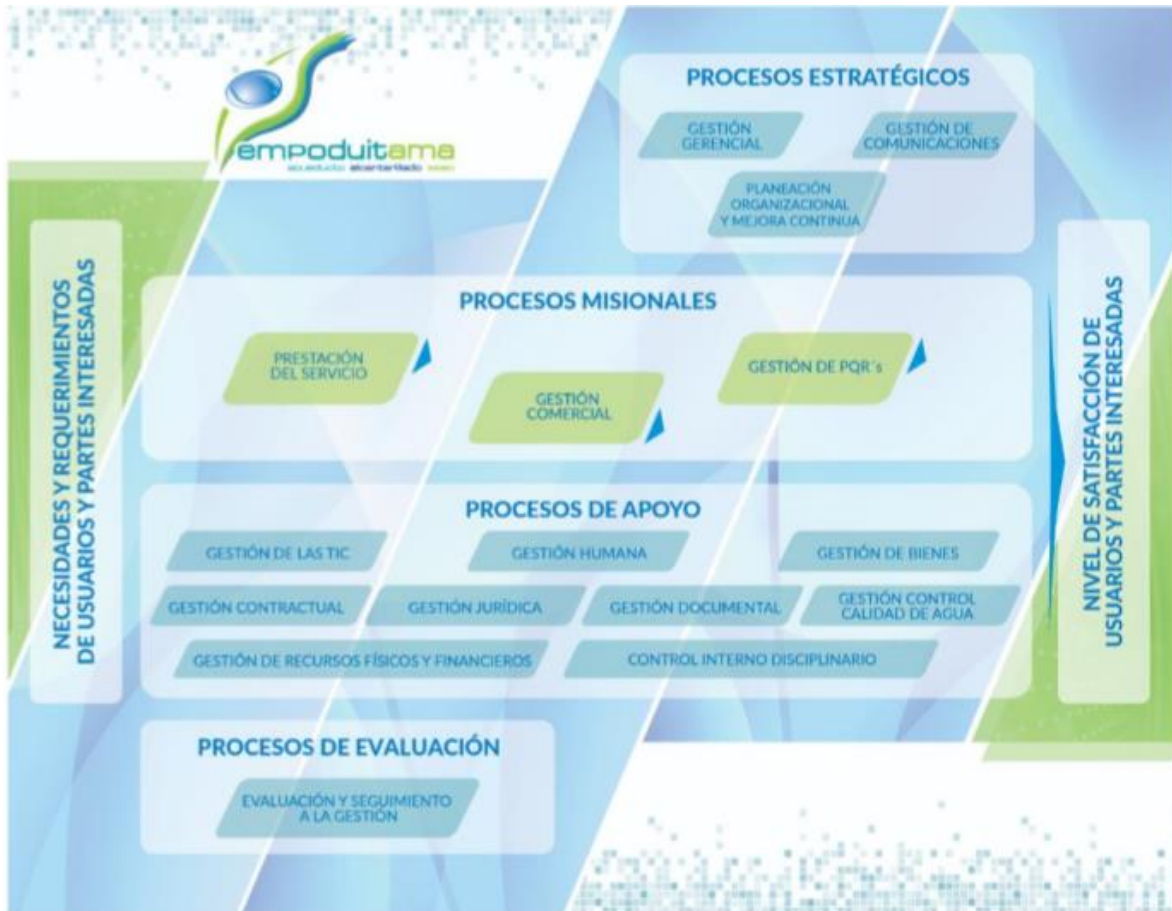 empoduitama
acueducto alcantarillado aseo
PROCESOS ESTRATÉGICOS
GESTIÓN
GERENCIAL
GESTIÓN DE
COMUNICACIONES
PLANEACIÓN
ORGANIZACIONAL
Y MEJORA CONTINUA
NECESIDADES Y REQUERIMIENTOS
DE USUARIOS Y PARTES INTERESADAS
PROCESOS MISIONALES
PRESTACIÓN
DEL SERVICIO
GESTIÓN
COMERCIAL
GESTIÓN DE PQR´s
PROCESOS DE APOYO
GESTIÓN DE LAS TIC
GESTIÓN HUMANA
GESTIÓN DE BIENES
GESTIÓN CONTRACTUAL
GESTIÓN JURÍDICA
GESTIÓN DOCUMENTAL
GESTIÓN CONTROL
CALIDAD DE AGUA
GESTIÓN DE RECURSOS FÍSICOS Y FINANCIEROS
CONTROL INTERNO DISCIPLINARIO
PROCESOS DE EVALUACIÓN
EVALUACIÓN Y SEGUIMIENTO
A LA GESTIÓN
NIVEL DE SATISFACCIÓN DE
USUARIOS Y PARTES INTERESADAS